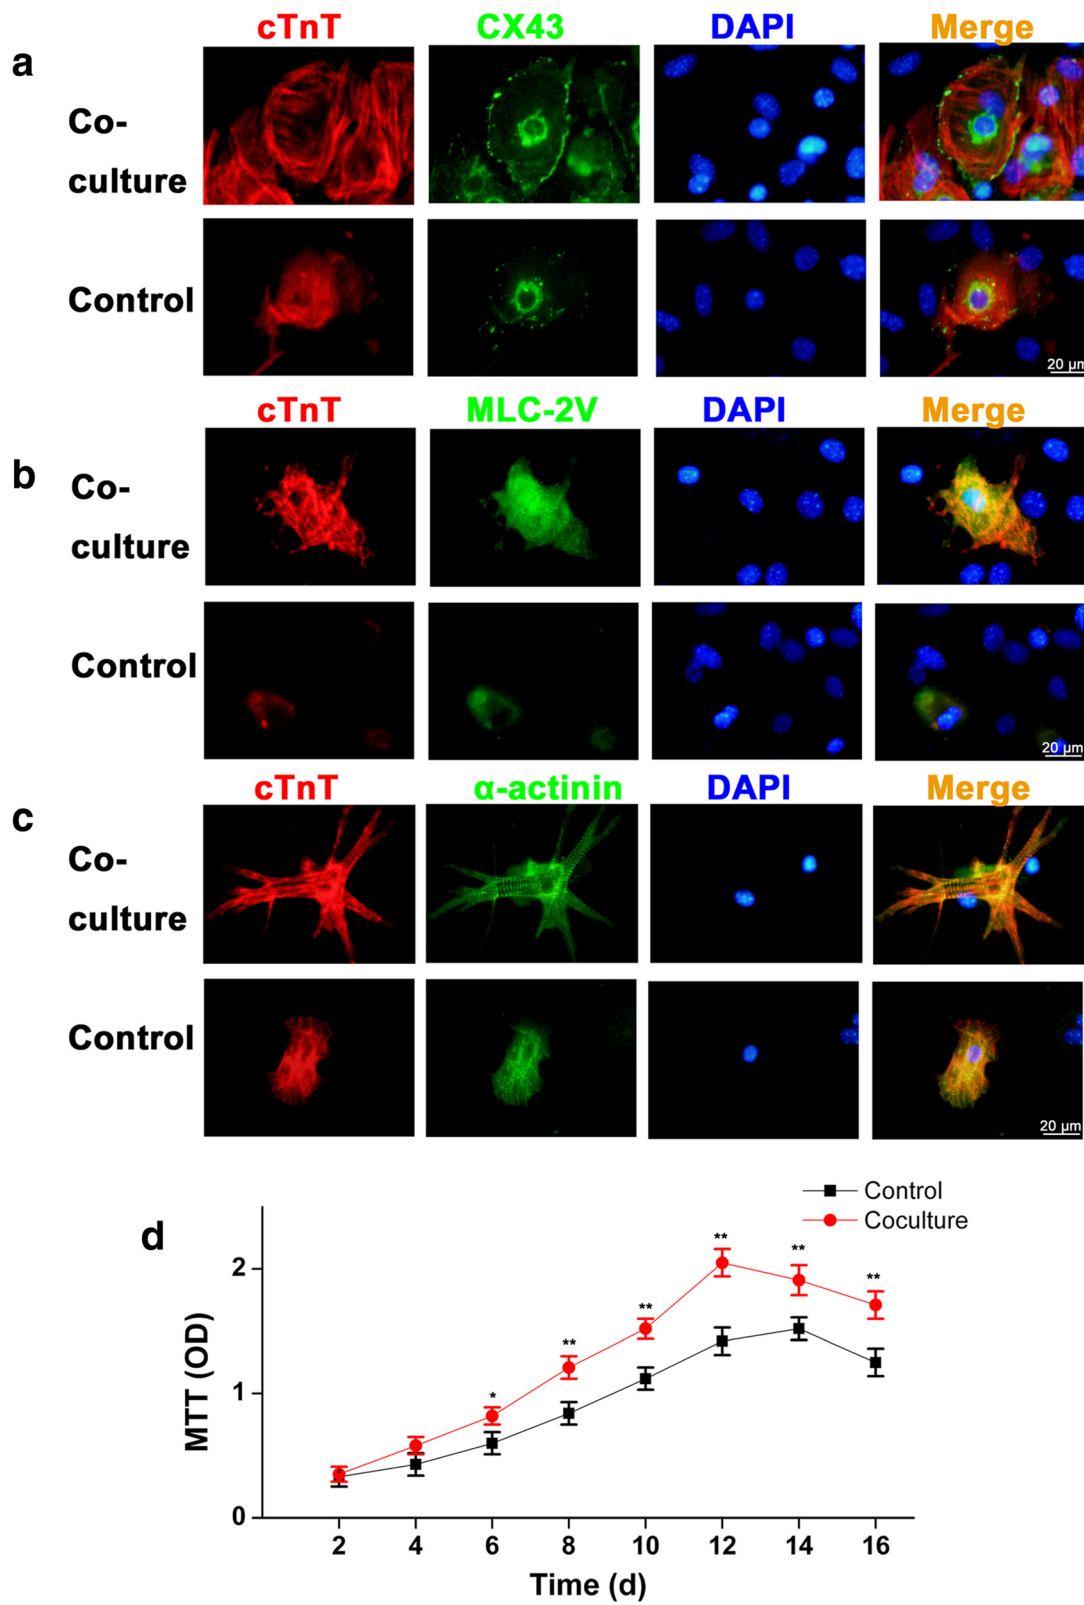 cTnT CX43 DAPI Merge
a
Co-
culture
Control
20 µm
cTnT MLC-2V DAPI Merge
b
Co-
culture
Control
20 µm
cTnT α-actinin DAPI Merge
c
Co-
culture
Control
20 µm
d
Control
Coculture
** ** **
**
**
*
2
1
0
MTT (OD)
2 4 6 8 10 12 14 16
Time (d)